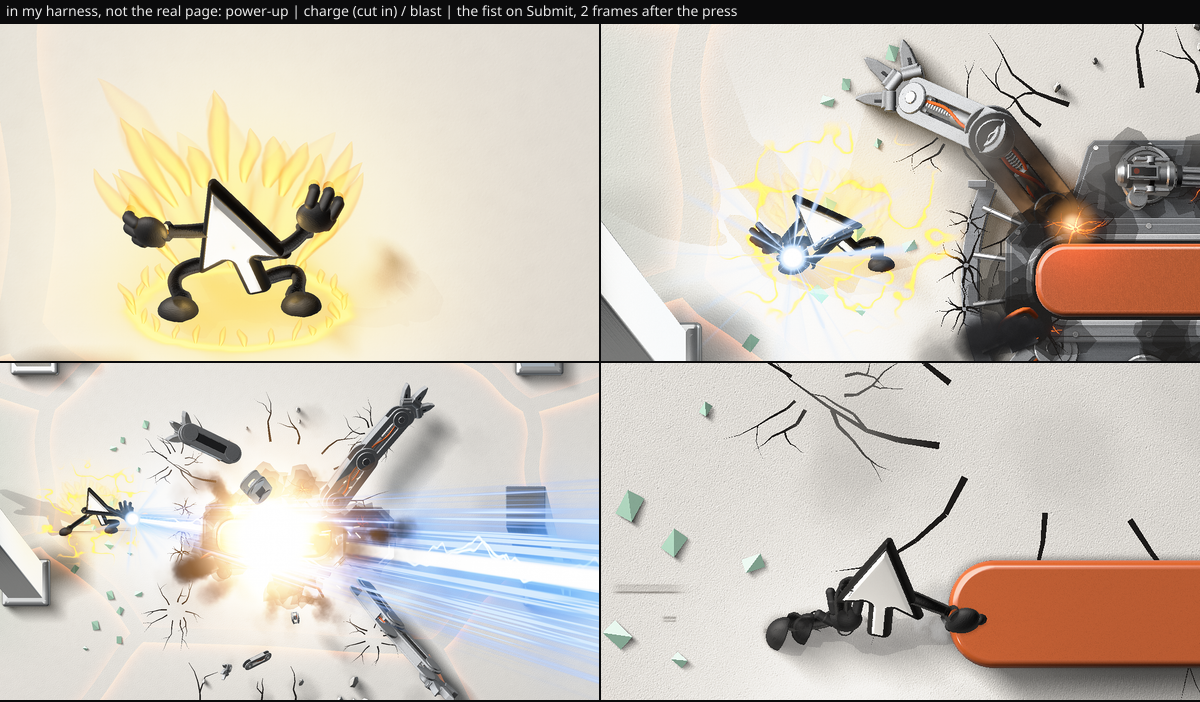 in my harness, not the real page: power-up | charge (cut in) / blast | the fist on Submit, 2 frames after the press